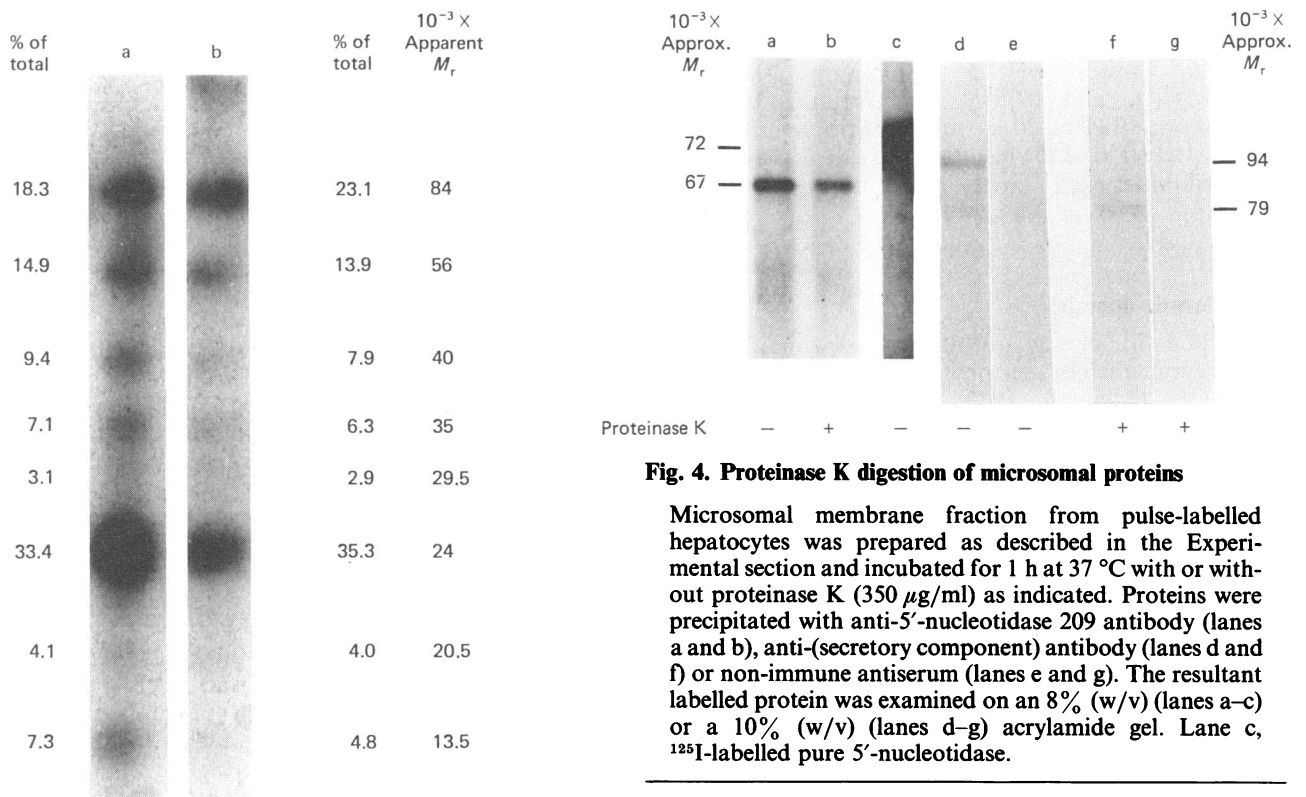 % of total a b % of total 10⁻³ × Apparent Mᵣ
18.3 23.1 84
14.9 13.9 56
9.4 7.9 40
7.1 6.3 35
3.1 2.9 29.5
33.4 35.3 24
4.1 4.0 20.5
7.3 4.8 13.5
10⁻³ × Approx. Mᵣ a b c d e f g 10⁻³ × Approx. Mᵣ
72 94
67 79
Proteinase K − + − − − + +
Fig. 4. Proteinase K digestion of microsomal proteins
Microsomal membrane fraction from pulse-labelled
hepatocytes was prepared as described in the Experi-
mental section and incubated for 1 h at 37 °C with or with-
out proteinase K (350 μg/ml) as indicated. Proteins were
precipitated with anti-5′-nucleotidase 209 antibody (lanes
a and b), anti-(secretory component) antibody (lanes d and
f) or non-immune antiserum (lanes e and g). The resultant
labelled protein was examined on an 8% (w/v) (lanes a–c)
or a 10% (w/v) (lanes d–g) acrylamide gel. Lane c,
¹²⁵I-labelled pure 5′-nucleotidase.